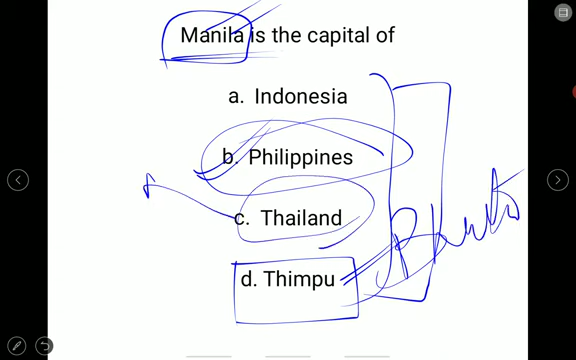 Manila is the capital of
a. Indonesia
b. Philippines
c. Thailand
d. Thimpu